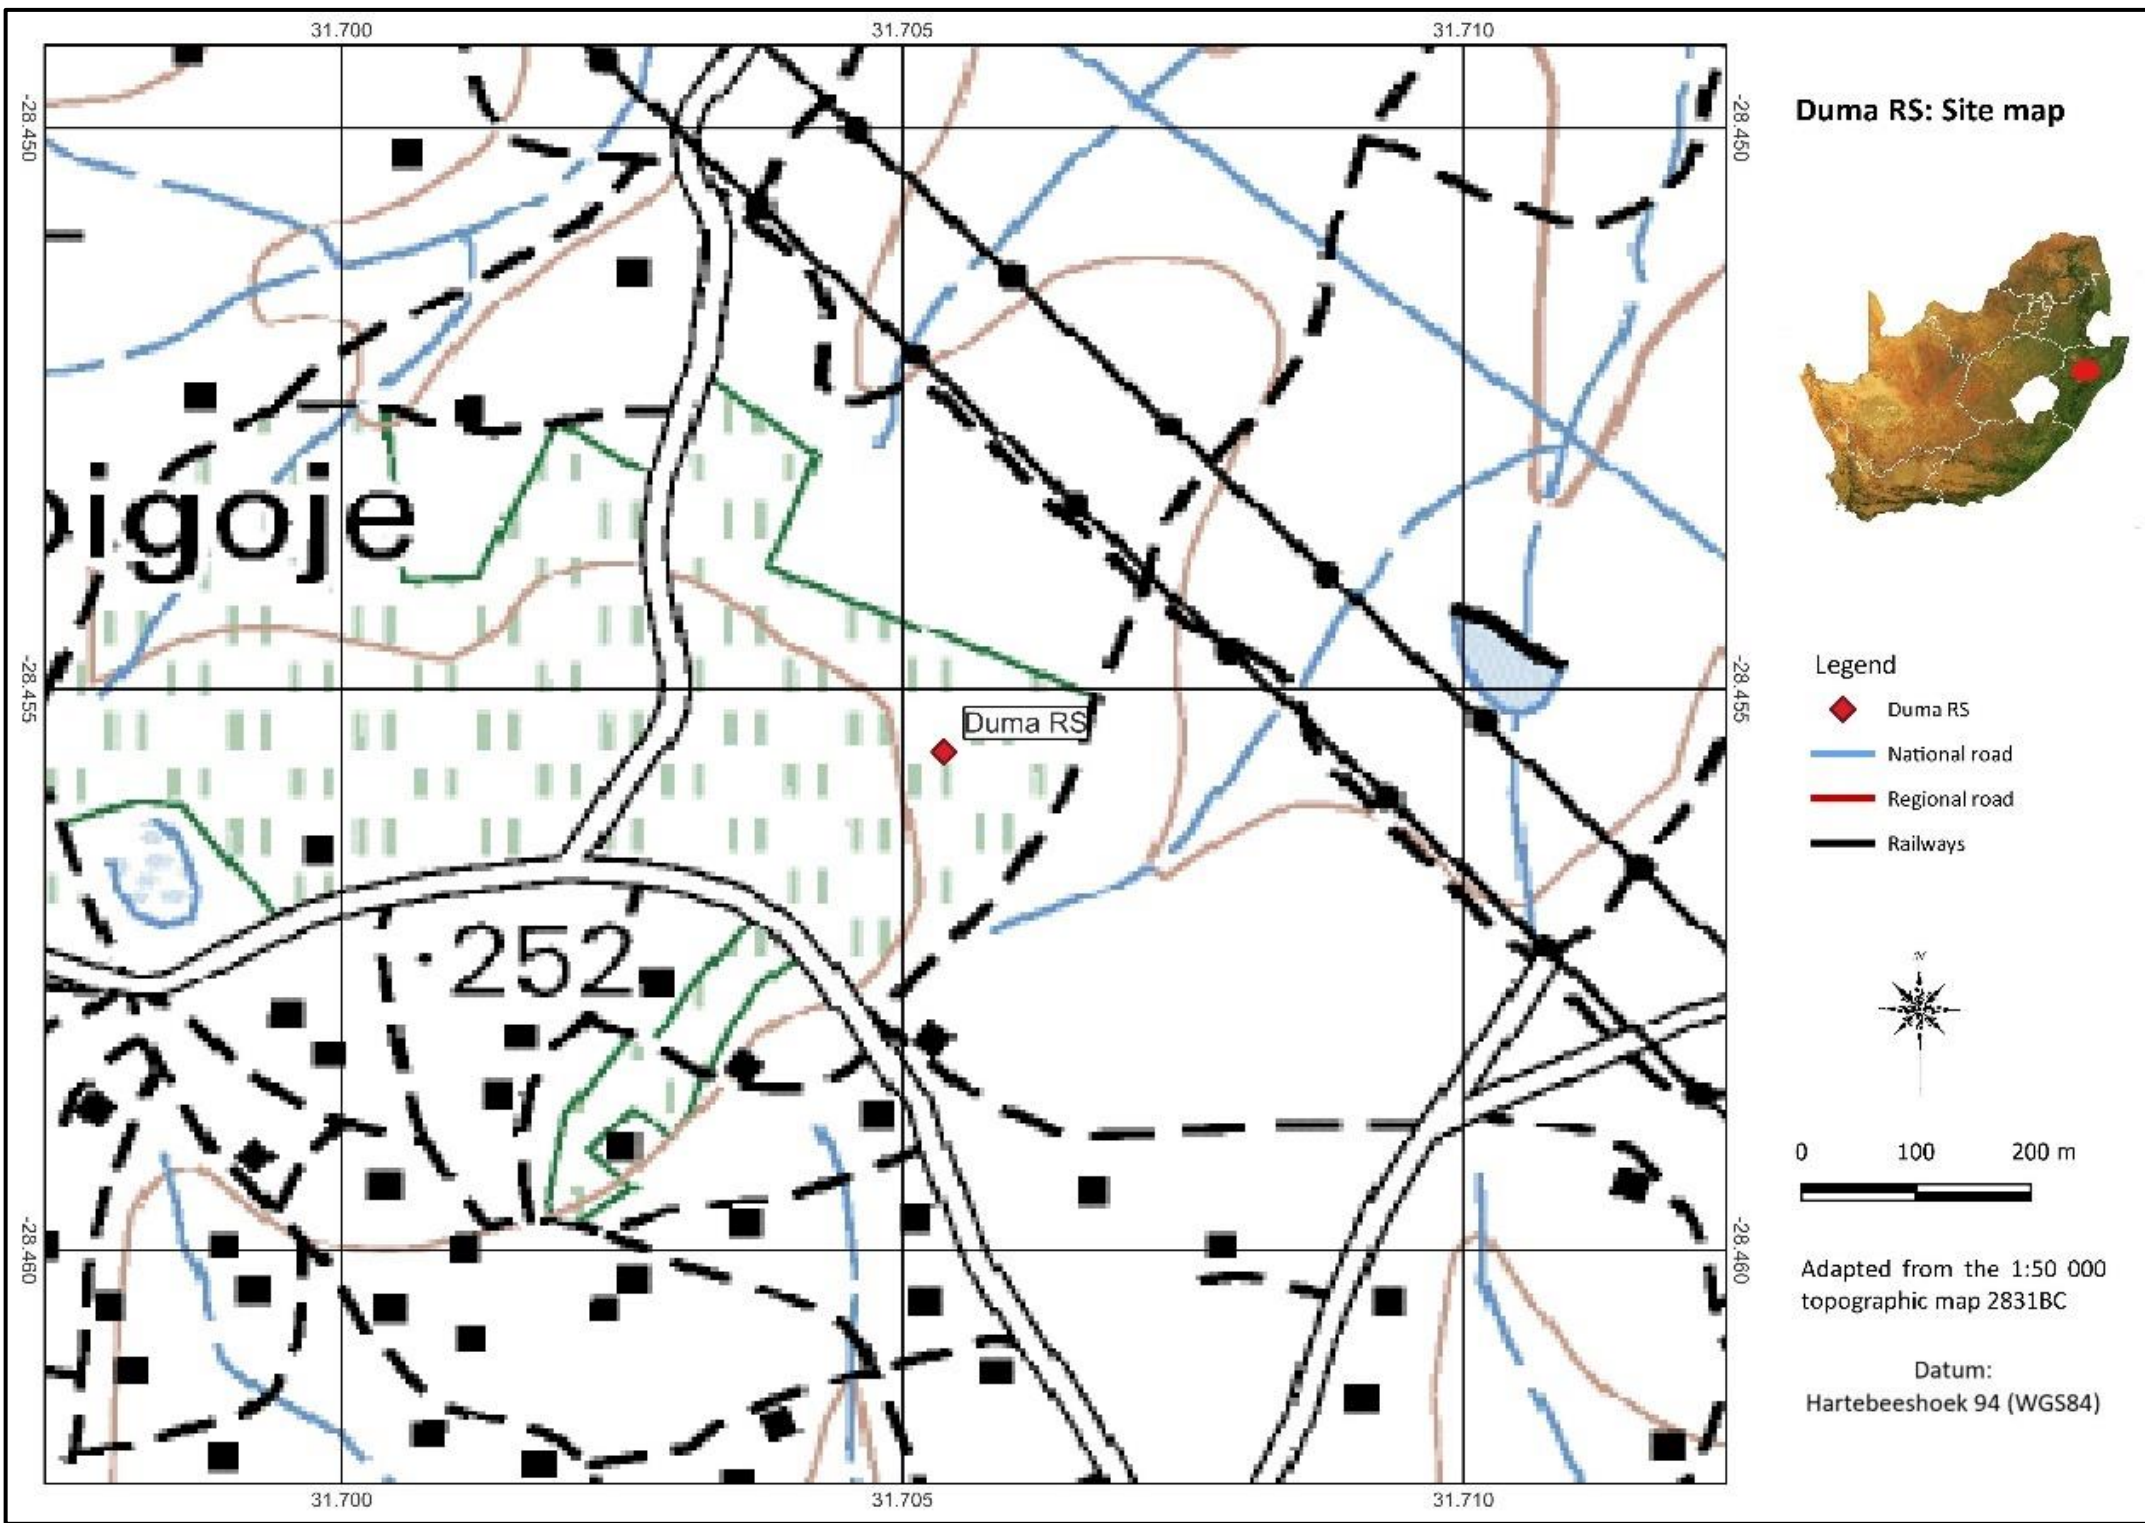 31.700 31.705 31.710
-28.450 -28.450
-28.455 -28.455
-28.460 -28.460
igoje
Duma RS
252
31.700 31.705 31.710
Duma RS: Site map
Legend
Duma RS
National road
Regional road
Railways
N
0 100 200 m
Adapted from the 1:50 000
topographic map 2831BC
Datum:
Hartebeeshoek 94 (WGS84)